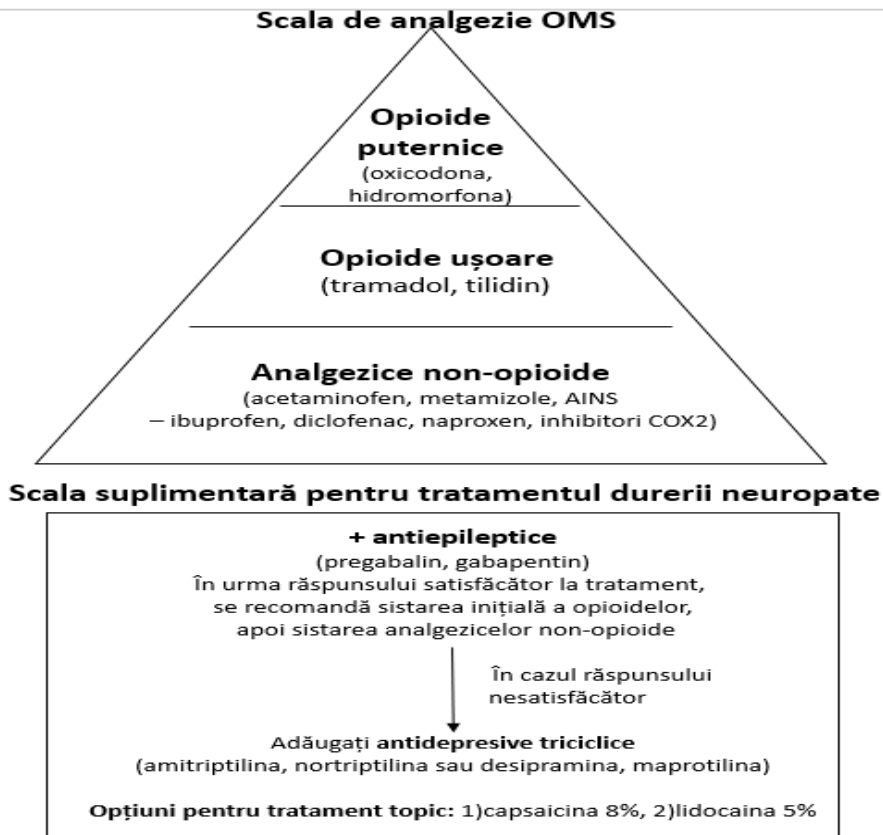 Scala de analgezie OMS
Opioide
puternice
(oxicodona,
hidromorfona)
Opioide ușoare
(tramadol, tilidin)
Analgezice non-opioide
(acetaminofen, metamizole, AINS
– ibuprofen, diclofenac, naproxen, inhibitori COX2)
Scala suplimentară pentru tratamentul durerii neuropate
+ antiepileptice
(pregabalin, gabapentin)
În urma răspunsului satisfăcător la tratament,
se recomandă sistarea inițială a opioidelor,
apoi sistarea analgezicelor non-opioide
În cazul răspunsului
nesatisfăcător
Adăugați antidepresive triciclice
(amitriptilina, nortriptilina sau desipramina, maprotilina)
Opțiuni pentru tratament topic: 1)capsaicina 8%, 2)lidocaina 5%